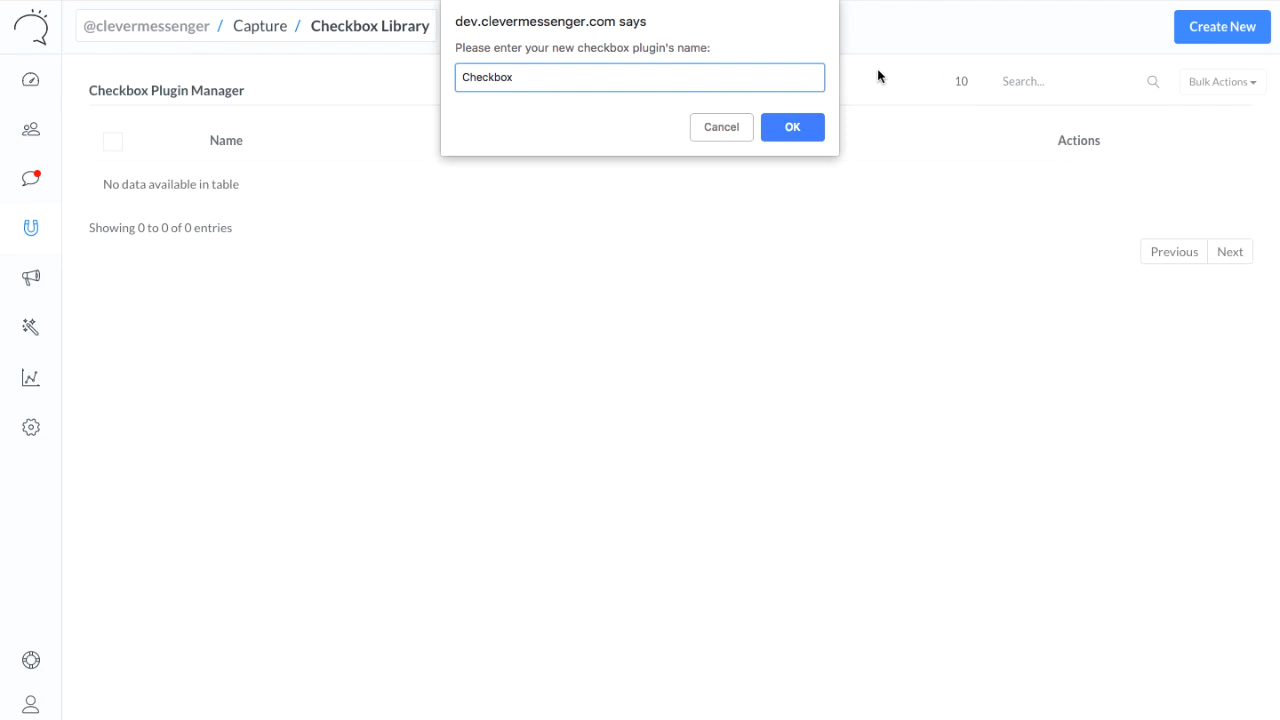 dev.clevermessenger.com says
@clevermessenger / Capture / Checkbox Library
Create New
Please enter your new checkbox plugin's name:
Checkbox
Checkbox Plugin Manager
10
Search...
Bulk Actions
Cancel
OK
Name
Actions
No data available in table
Showing 0 to 0 of 0 entries
Previous
Next